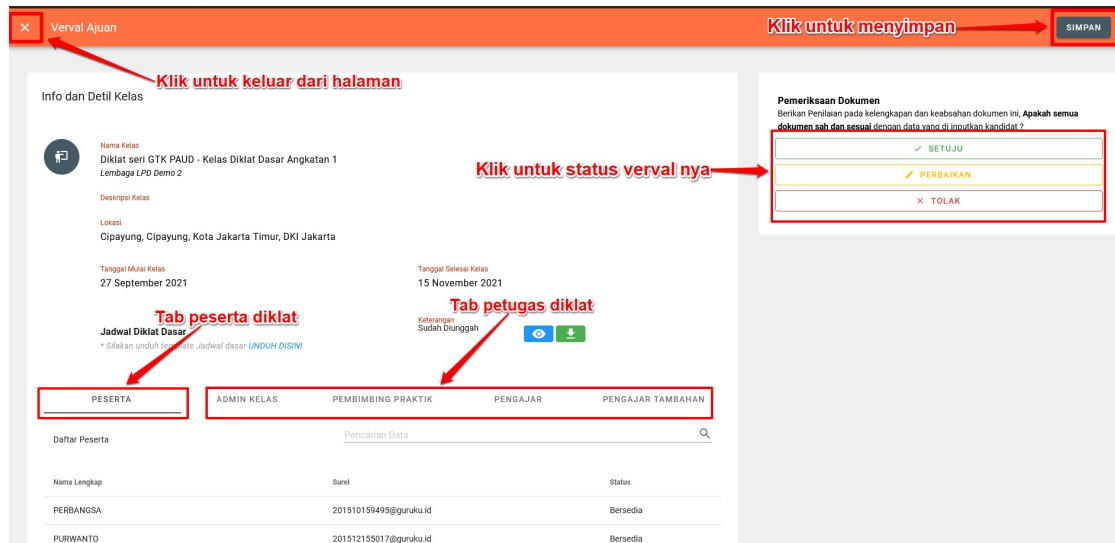 Verval Ajuan
Klik untuk menyimpan
SIMPAN
Klik untuk keluar dari halaman
Info dan Detil Kelas
Nama Kelas
Diklat seri GTK PAUD - Kelas Diklat Dasar Angkatan 1
Lembaga LPD Demo 2
Deskripsi Kelas
Lokasi
Cipayung, Cipayung, Kota Jakarta Timur, DKI Jakarta
Tanggal Mulai Kelas
27 September 2021
Tanggal Selesai Kelas
15 November 2021
Tab peserta diklat
Tab petugas diklat
Jadwal Diklat Dasar
* Silakan unduh template Jadwal dasar UNDUH DISINI
Keterangan
Sudah Diunggah
PESERTA ADMIN KELAS PEMBIMBING PRAKTIK PENGAJAR PENGAJAR TAMBAHAN
Daftar Peserta
Pencarian Data
Nama Lengkap Surel Status
PERBANGSA 201510159495@guruku.id Bersedia
PURWANTO 201512155017@guruku.id Bersedia
Pemeriksaan Dokumen
Berikan Penilaian pada kelengkapan dan keabsahan dokumen ini, Apakah semua
dokumen sah dan sesuai dengan data yang di inputkan kandidat ?
Klik untuk status verval nya
SETUJU
PERBAIKAN
TOLAK